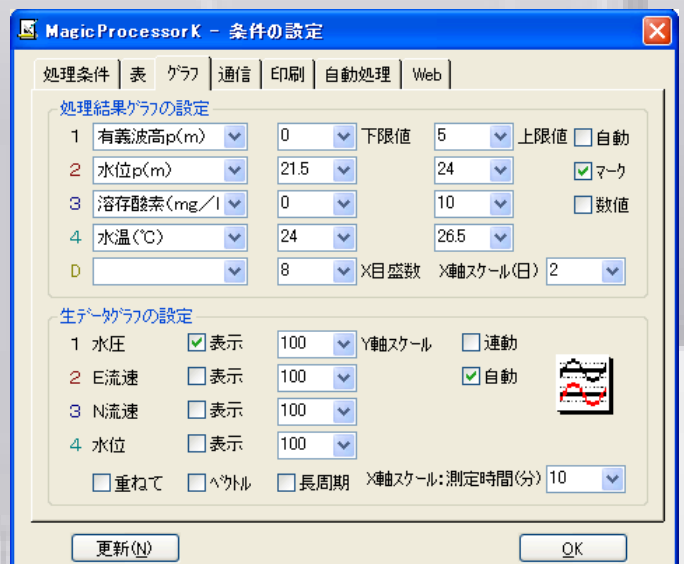 MagicProcessorK - 条件の設定
処理条件 表 グラフ 通信 印刷 自動処理 Web
処理結果グラフの設定
1 有義波高p(m) 0 下限値 5 上限値 自動
2 水位p(m) 21.5 24 マーク
3 溶存酸素(mg/l 0 10 数値
4 水温(℃) 24 26.5
D 8 X目盛数 X軸スケール(日) 2
生データグラフの設定
1 水圧 表示 100 Y軸スケール 連動
2 E流速 表示 100 自動
3 N流速 表示 100
4 水位 表示 100
重ねて ベクトル 長周期 X軸スケール:測定時間(分) 10
更新(N) OK